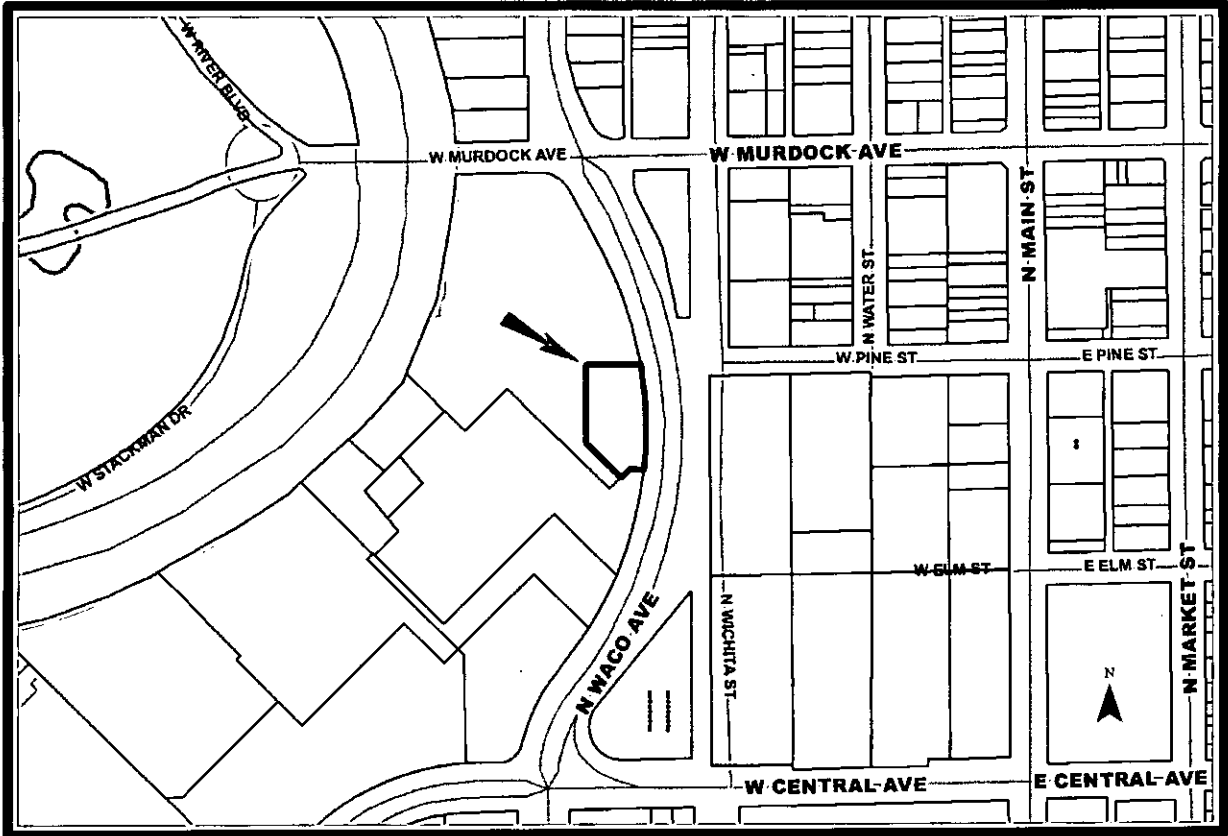 W RIVER BLVD
W MURDOCK AVE
W MURDOCK AVE
N MAIN ST
N WATER ST
W PINE ST
E PINE ST
W STACKMAN DR
W ELM ST
E ELM ST
N WACO AVE
N WICHITA ST
N MARKET ST
N
W CENTRAL AVE
E CENTRAL AVE